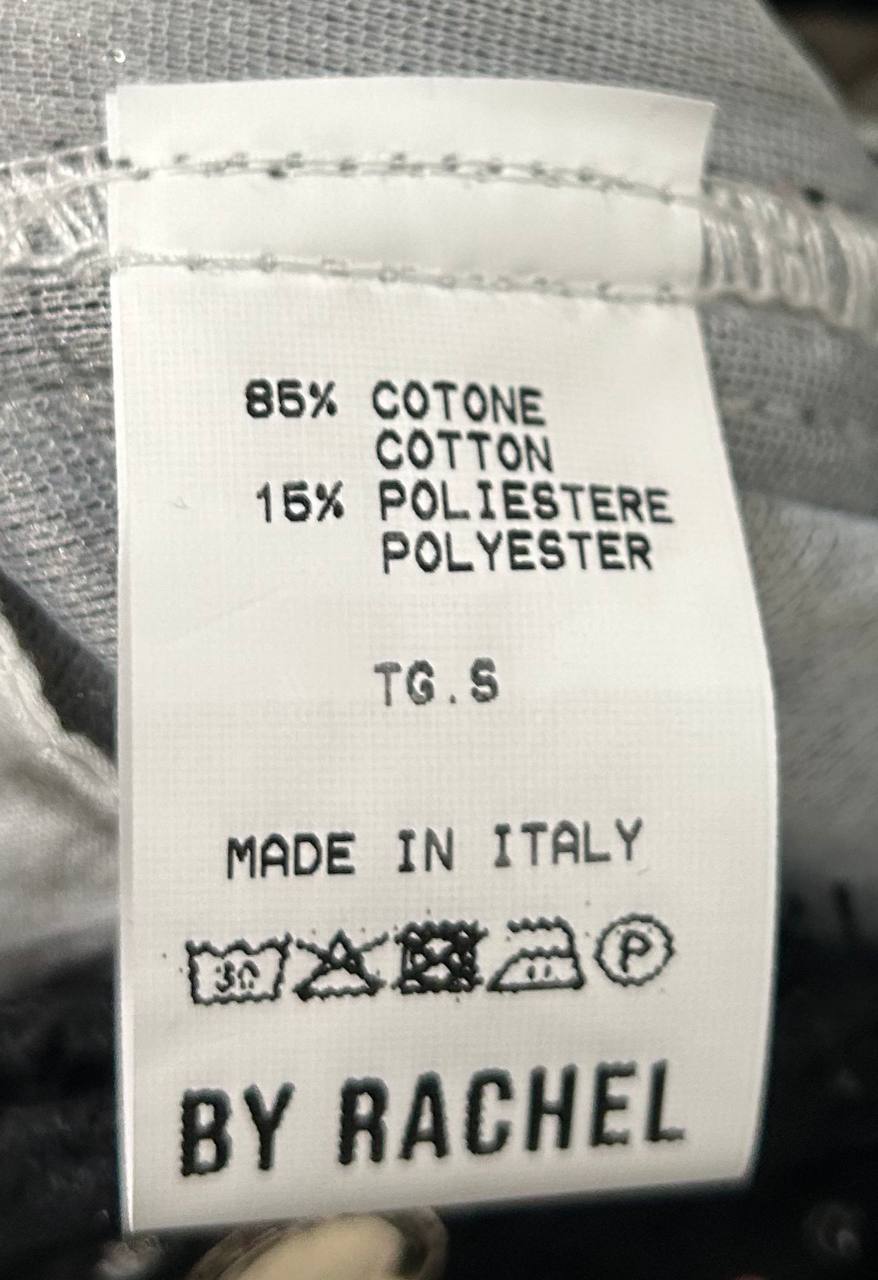 85% COTONE
COTTON
15% POLIESTERE
POLYESTER
TG.S
MADE IN ITALY
30 P
BY RACHEL